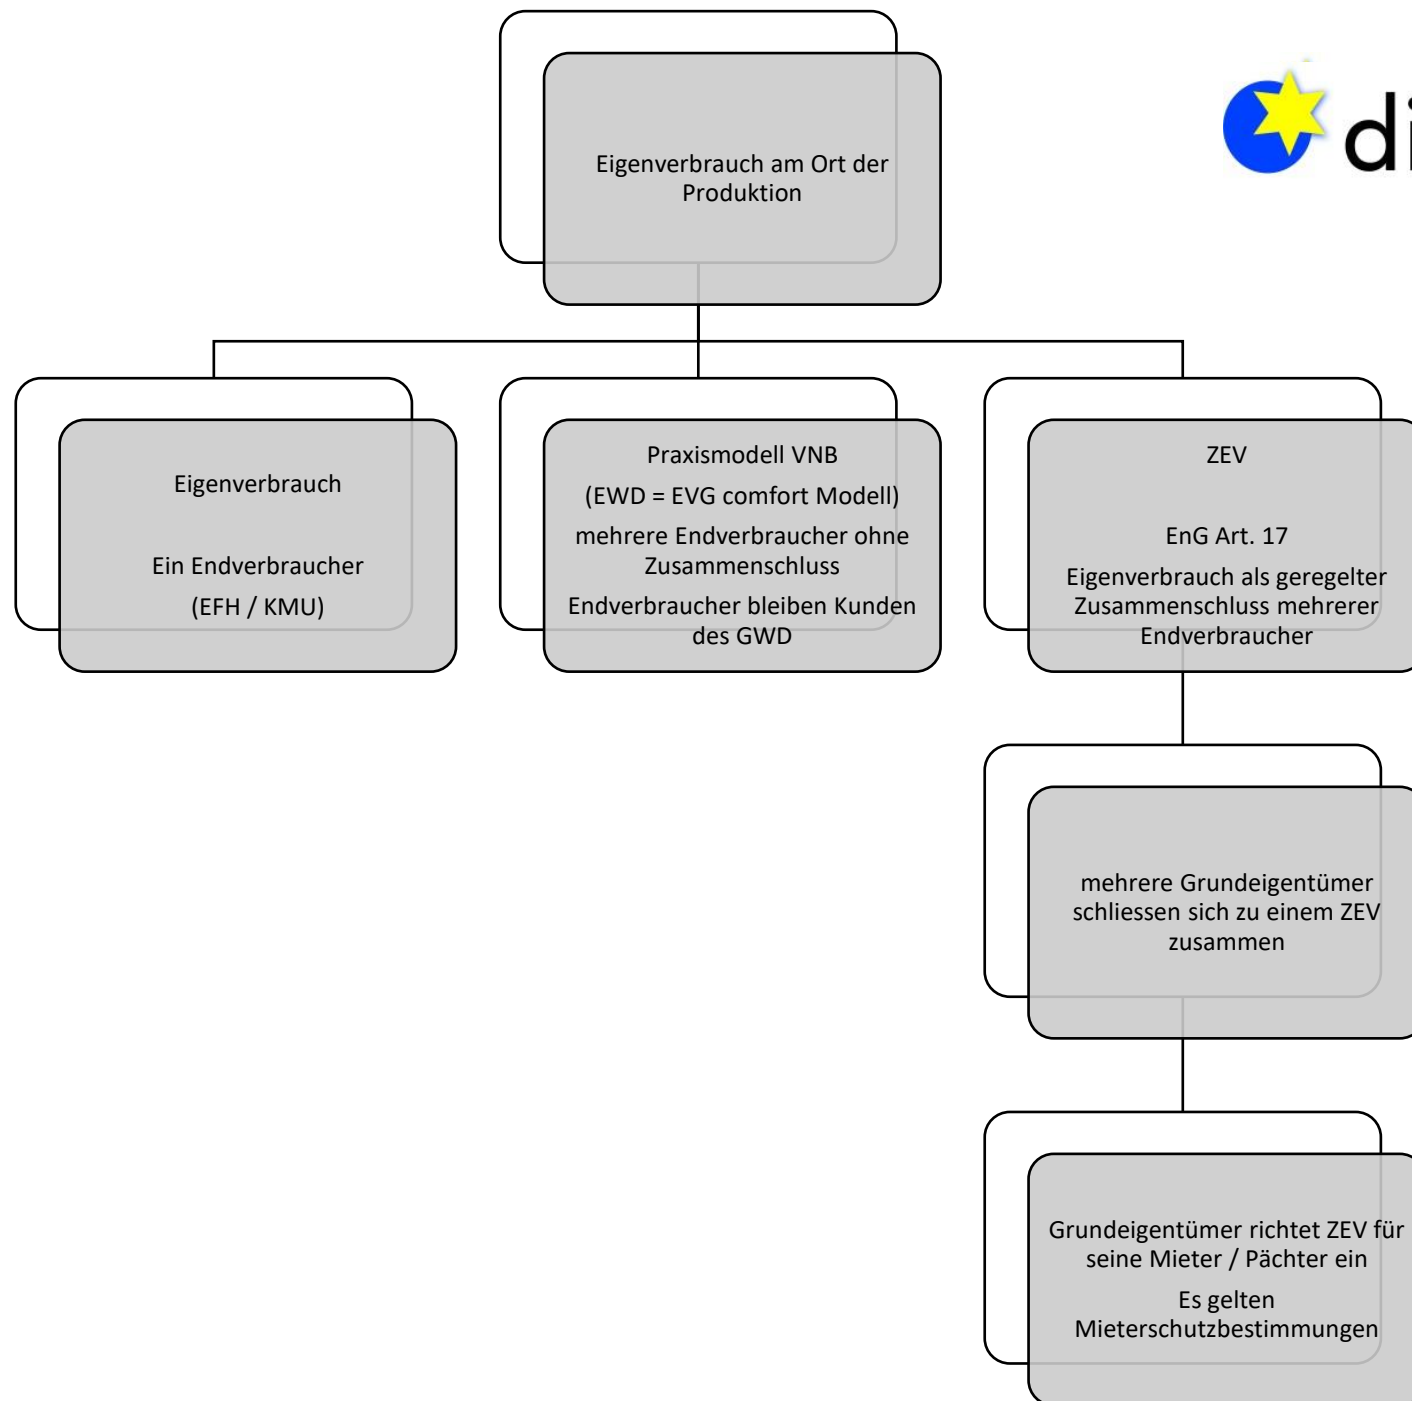 Eigenverbrauch am Ort der
Produktion
di
Eigenverbrauch
Ein Endverbraucher
(EFH / KMU)
Praxismodell VNB
(EWD = EVG comfort Modell)
mehrere Endverbraucher ohne
Zusammenschluss
Endverbraucher bleiben Kunden
des GWD
ZEV
EnG Art. 17
Eigenverbrauch als geregelter
Zusammenschluss mehrerer
Endverbraucher
mehrere Grundeigentümer
schliessen sich zu einem ZEV
zusammen
Grundeigentümer richtet ZEV für
seine Mieter / Pächter ein
Es gelten
Mieterschutzbestimmungen